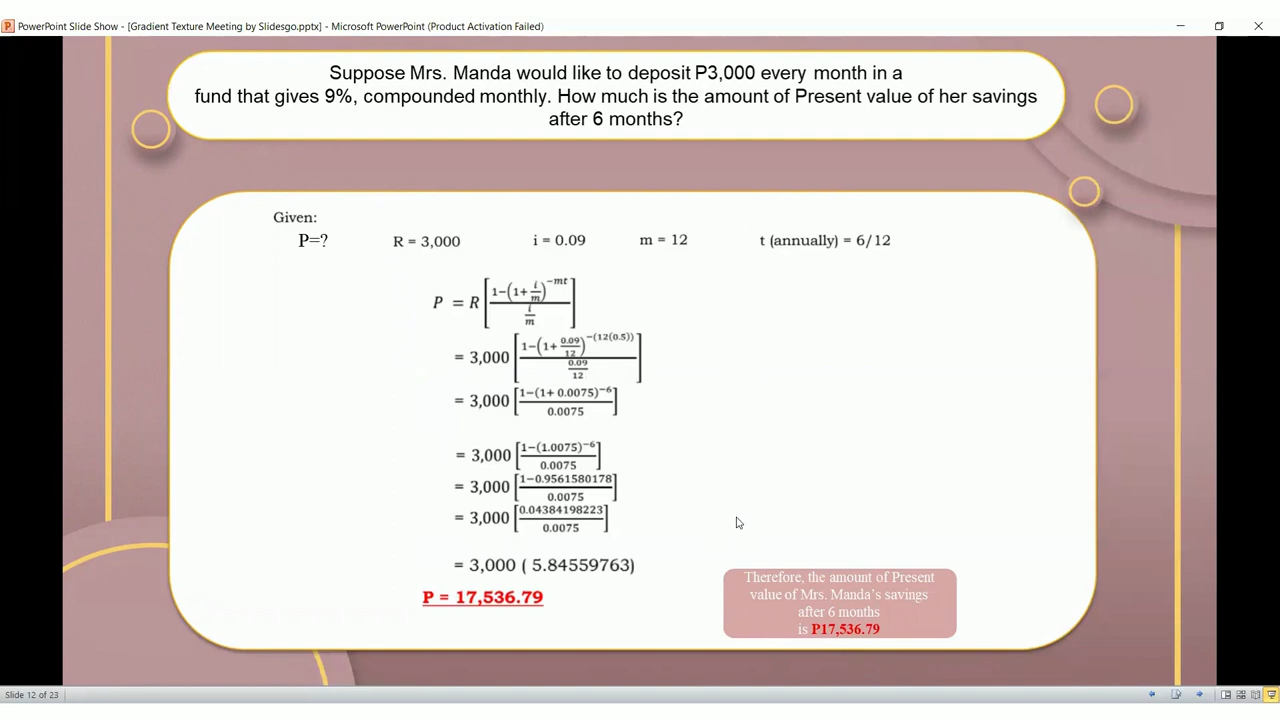 PowerPoint Slide Show - [Gradient Texture Meeting by Slidesgo.pptx] - Microsoft PowerPoint (Product Activation Failed)
Suppose Mrs. Manda would like to deposit P3,000 every month in a
fund that gives 9%, compounded monthly. How much is the amount of Present value of her savings
after 6 months?
Given:
P=? R = 3,000 i = 0.09 m = 12 t (annually) = 6/12
P = R [1−(1+i/m)^−mt / i/m]
= 3,000 [1−(1+0.09/12)^−(12(0.5)) / 0.09/12]
= 3,000 [1−(1+ 0.0075)^−6 / 0.0075]
= 3,000 [1−(1.0075)^−6 / 0.0075]
= 3,000 [1−0.9561580178 / 0.0075]
= 3,000 [0.04384198223 / 0.0075]
= 3,000 ( 5.84559763)
P = 17,536.79
Therefore, the amount of Present
value of Mrs. Manda's savings
after 6 months
is P17,536.79
Slide 12 of 23